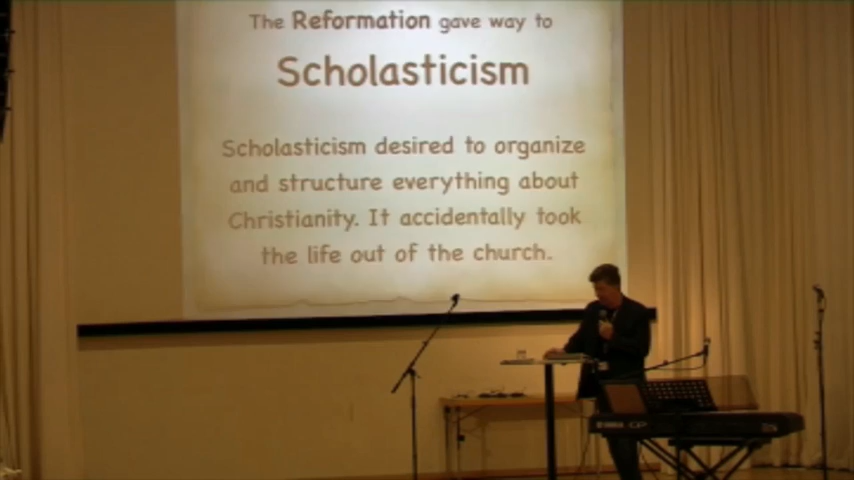 The Reformation gave way to
Scholasticism
Scholasticism desired to organize
and structure everything about
Christianity. It accidentally took
the life out of the church.